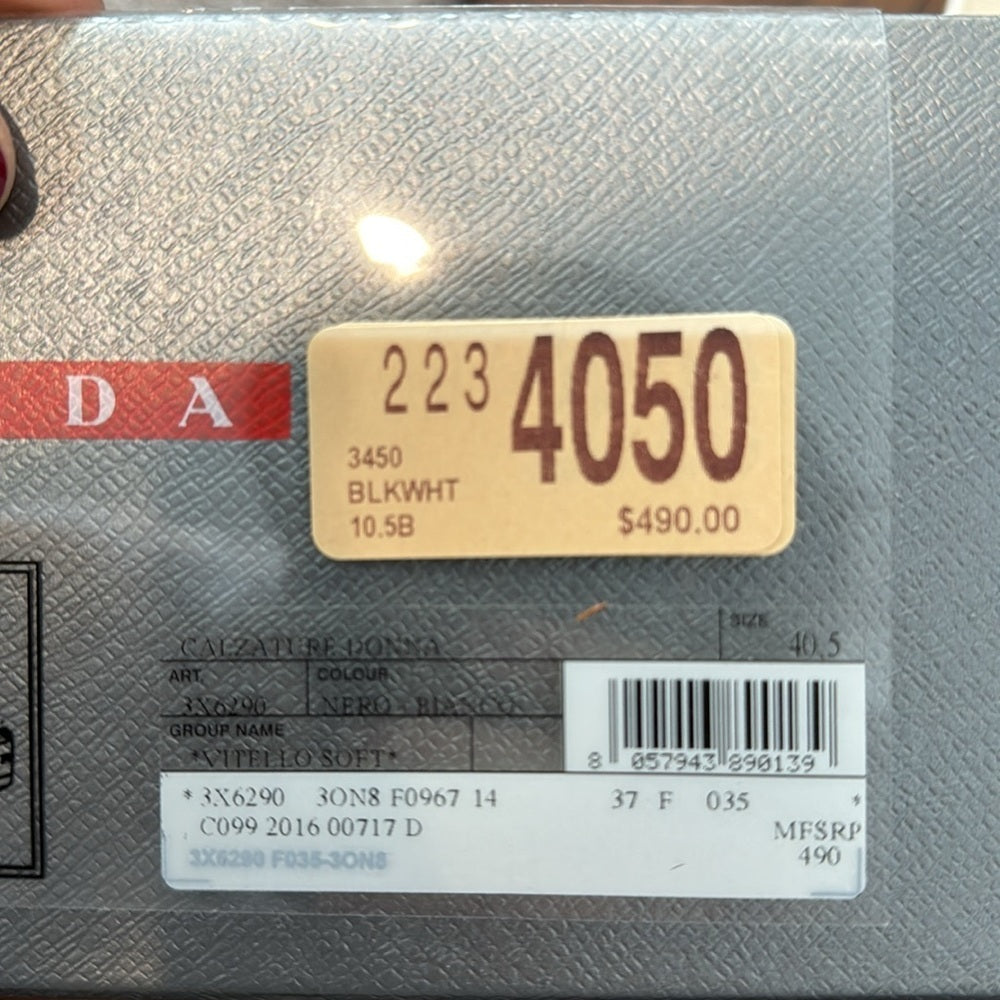 DA
223 4050
3450
BLKWHT
10.5B
$490.00
CALZATURE DONNA
SIZE
40.5
ART.
COLOUR
3X6290
NERO - BIANCO
GROUP NAME
*VITELLO SOFT*
8 057943 890139
* 3X6290 3ON8 F0967 14 37 F 035 *
C099 2016 00717 D
MFSRP
3X6290 F035-3ON8
490